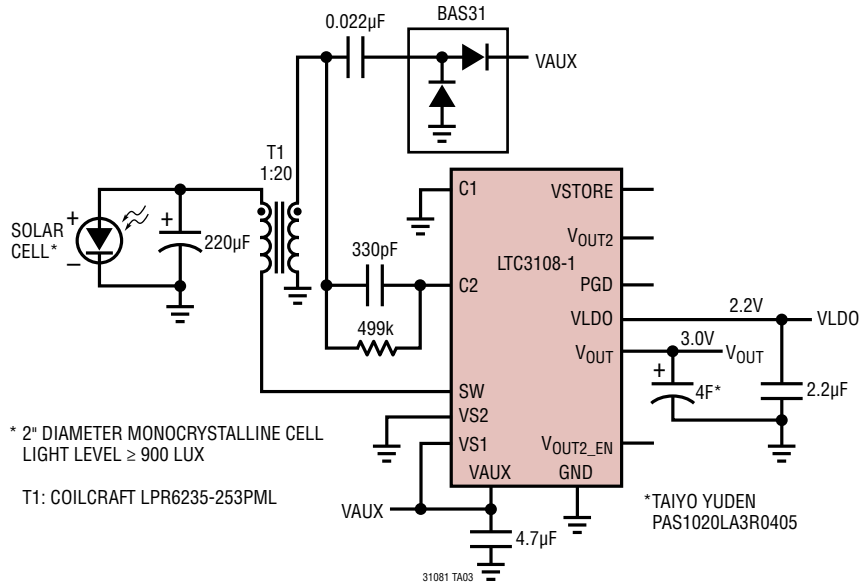 0.022µF
BAS31
VAUX
T1
1:20
SOLAR
CELL*
+
–
+
220µF
330pF
499k
C1
C2
SW
VS2
VS1
VAUX
GND
LTC3108-1
VSTORE
VOUT2
PGD
VLDO
VOUT
VOUT2_EN
2.2V
VLDO
3.0V
VOUT
+
4F*
2.2µF
* 2" DIAMETER MONOCRYSTALLINE CELL
LIGHT LEVEL ≥ 900 LUX
T1: COILCRAFT LPR6235-253PML
VAUX
4.7µF
*TAIYO YUDEN
PAS1020LA3R0405
31081 TA03